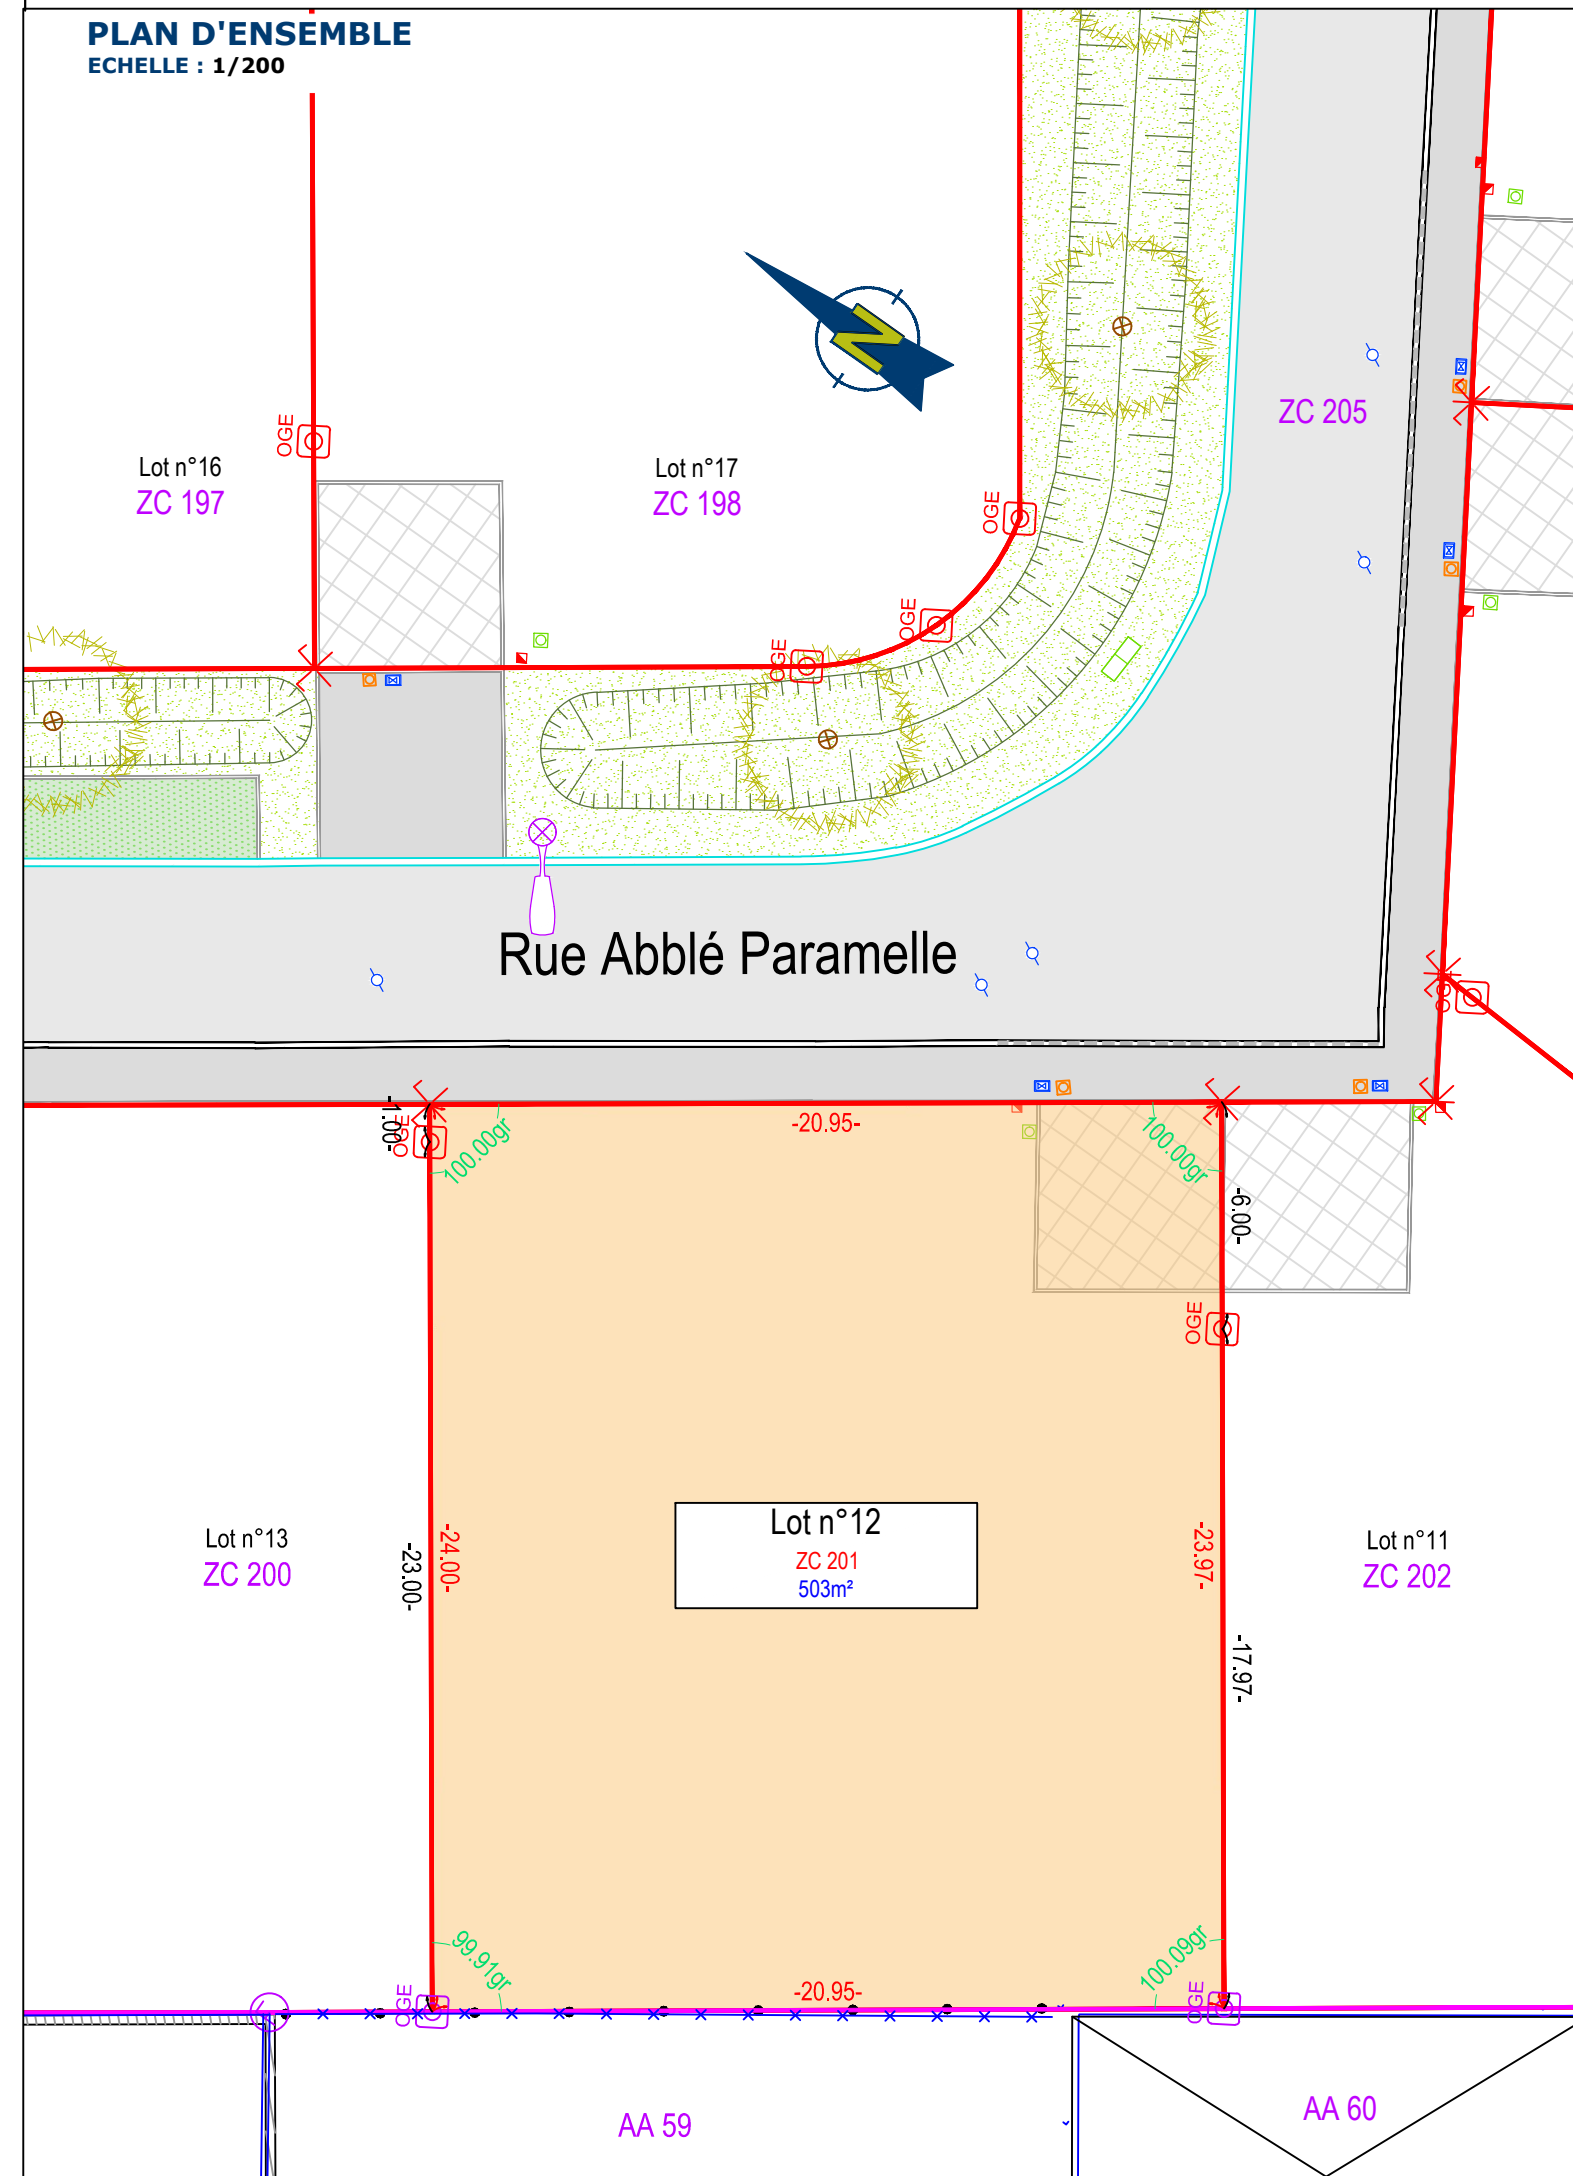 PLAN D'ENSEMBLE
ECHELLE : 1/200
N
OGE
Lot n°16
ZC 197
Lot n°17
ZC 198
ZC 205
OGE
OGE
OGE
Rue Abblé Paramelle
OGE
-1.00-
OGE
100.00gr
-20.95-
100.00gr
-6.00-
OGE
Lot n°13
ZC 200
-23.00-
-24.00-
Lot n°12
ZC 201
503m²
-23.97-
-17.97-
Lot n°11
ZC 202
99.91gr
-20.95-
100.09gr
OGE
OGE
AA 59
AA 60